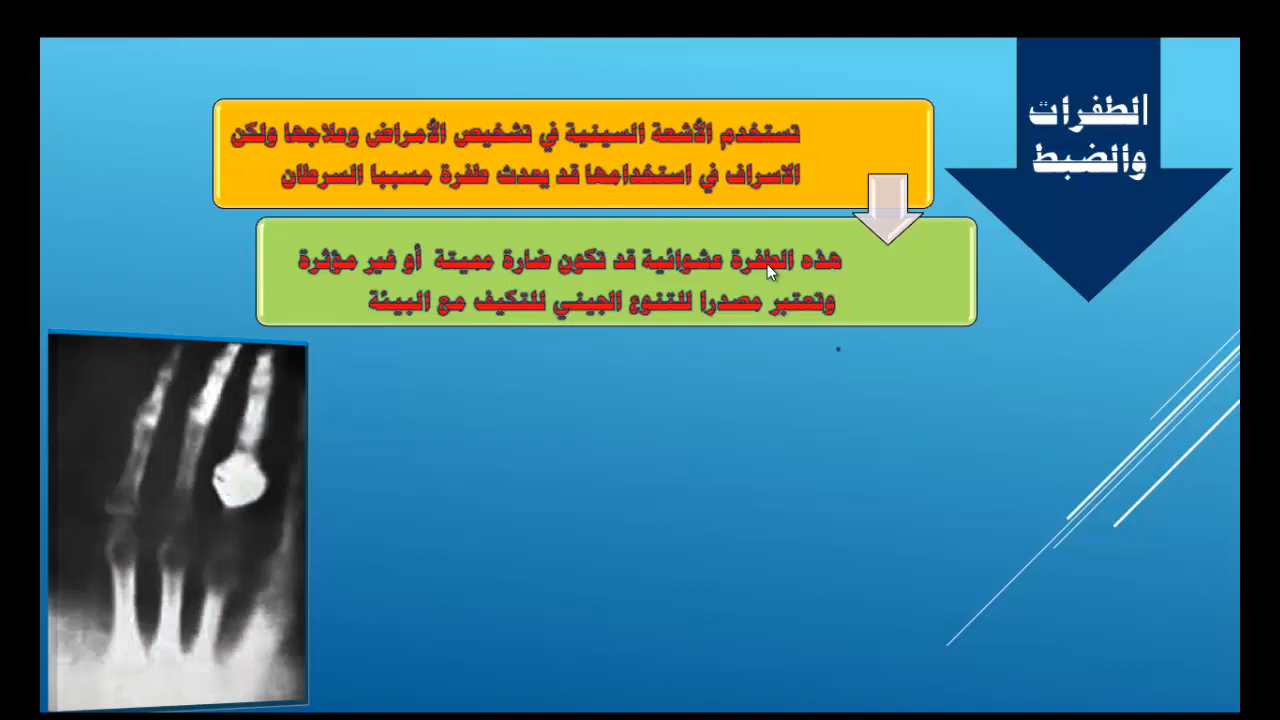 الطفرات
والضبط
تستخدم الأشعة السينية في تشخيص الأمراض وعلاجها ولكن
الاسراف في استخدامها قد يحدث طفرة مسببا السرطان
هذه الطفرة عشوائية قد تكون ضارة مميتة أو غير مؤثرة
وتعتبر مصدرا للتنوع الجيني للتكيف مع البيئة